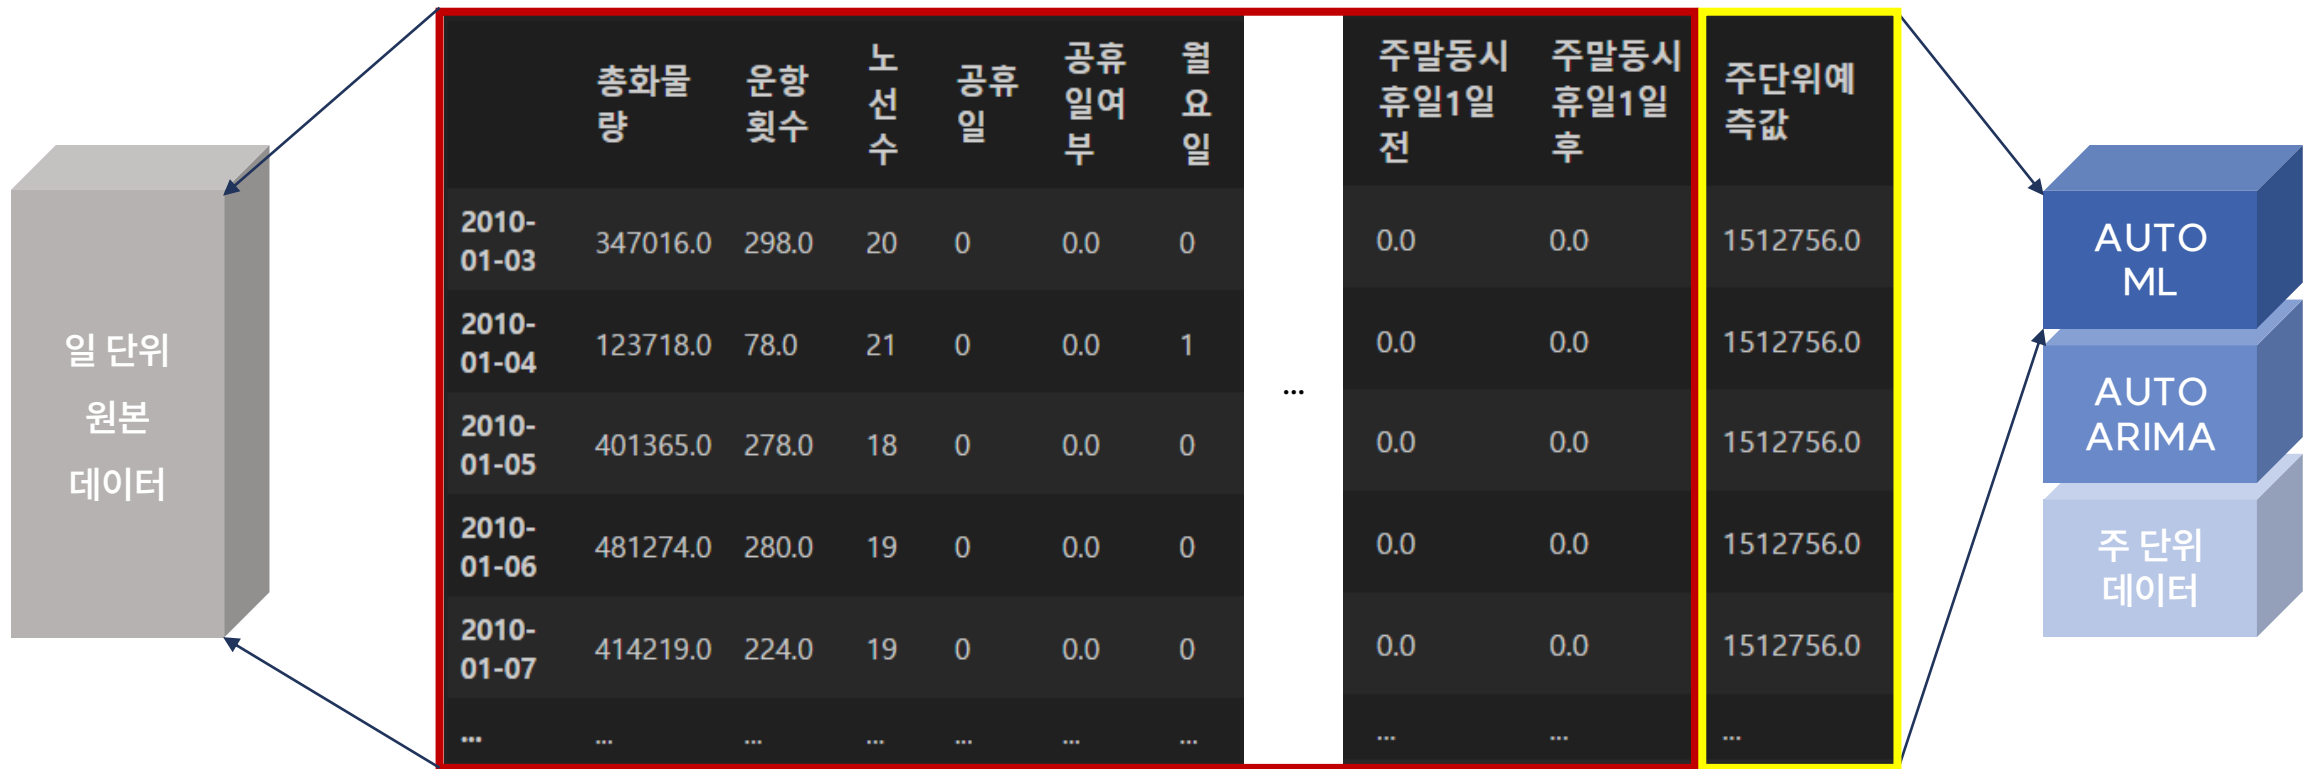 일 단위
원본
데이터
총화물
량
운항
횟수
노
선
수
공휴
일
공휴
일여
부
월
요
일
주말동시
휴일1일
전
주말동시
휴일1일
후
주단위예
측값
2010-
01-03
347016.0 298.0 20 0 0.0 0 0.0 0.0 1512756.0
2010-
01-04
123718.0 78.0 21 0 0.0 1 0.0 0.0 1512756.0
...
2010-
01-05
401365.0 278.0 18 0 0.0 0 0.0 0.0 1512756.0
2010-
01-06
481274.0 280.0 19 0 0.0 0 0.0 0.0 1512756.0
2010-
01-07
414219.0 224.0 19 0 0.0 0 0.0 0.0 1512756.0
... ... ... ... ... ... ... ... ... ...
AUTO
ML
AUTO
ARIMA
주 단위
데이터